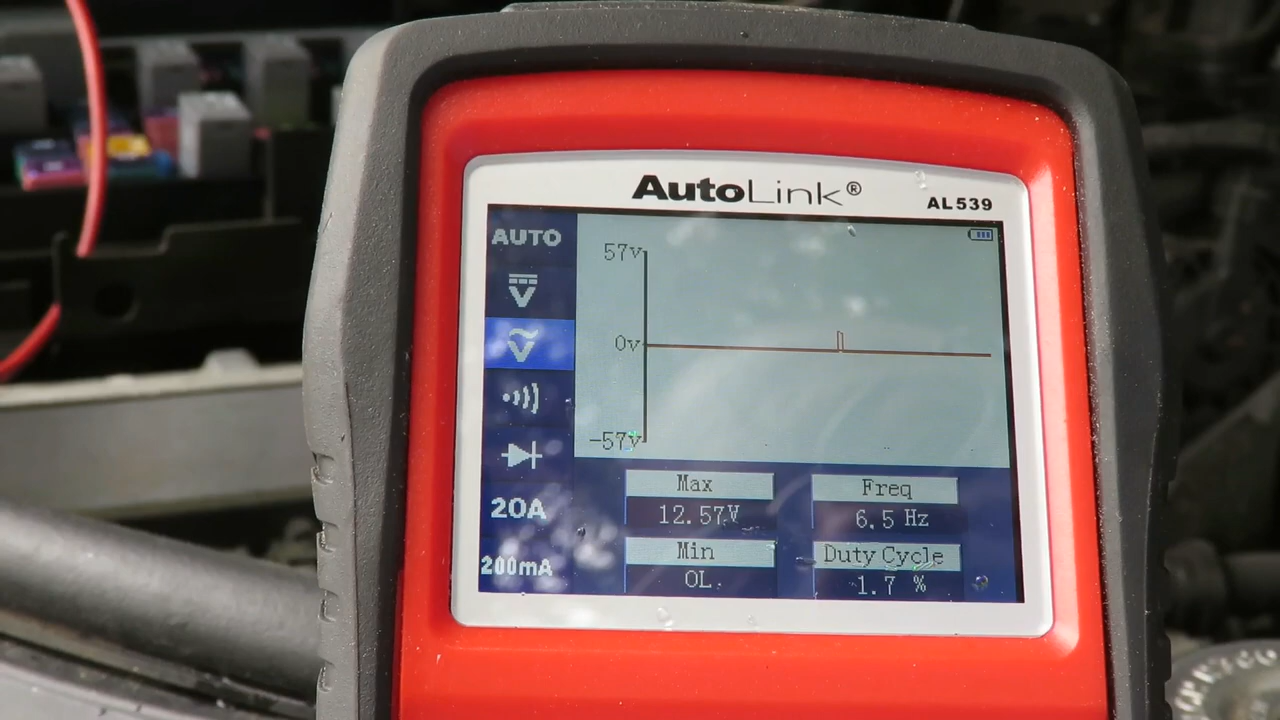 AutoLink®
AL539
AUTO
57v
0v
-57v
V
V
20A
200mA
Max
Freq
12.57V
6.5 Hz
Min
Duty Cycle
OL
1.7 %